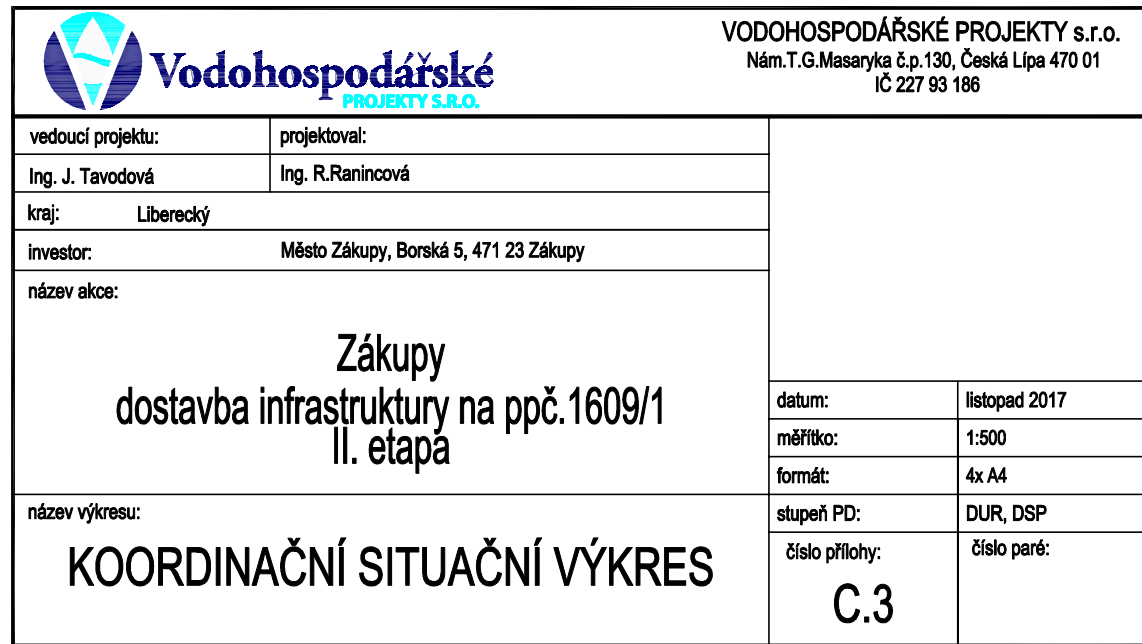 Vodohospodářské
PROJEKTY S.R.O.
VODOHOSPODÁŘSKÉ PROJEKTY s.r.o.
Nám.T.G.Masaryka č.p.130, Česká Lípa 470 01
IČ 227 93 186
vedoucí projektu: projektoval:
Ing. J. Tavodová Ing. R.Ranincová
kraj: Liberecký
investor: Město Zákupy, Borská 5, 471 23 Zákupy
název akce:
Zákupy
dostavba infrastruktury na ppč.1609/1
II. etapa
datum: listopad 2017
měřítko: 1:500
formát: 4x A4
stupeň PD: DUR, DSP
název výkresu:
KOORDINAČNÍ SITUAČNÍ VÝKRES
číslo přílohy: číslo paré:
C.3